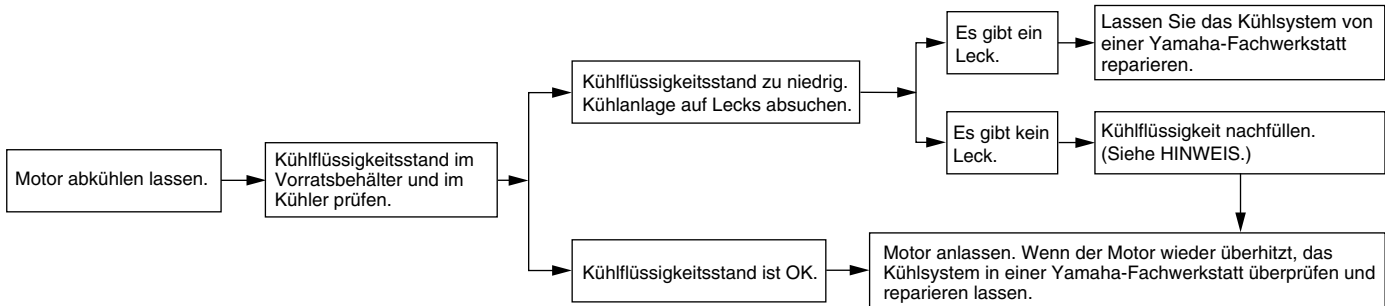 Motor abkühlen lassen.
Kühlflüssigkeitsstand im
Vorratsbehälter und im
Kühler prüfen.
Kühlflüssigkeitsstand zu niedrig.
Kühlanlage auf Lecks absuchen.
Es gibt ein
Leck.
Lassen Sie das Kühlsystem von
einer Yamaha-Fachwerkstatt
reparieren.
Es gibt kein
Leck.
Kühlflüssigkeit nachfüllen.
(Siehe HINWEIS.)
Kühlflüssigkeitsstand ist OK.
Motor anlassen. Wenn der Motor wieder überhitzt, das
Kühlsystem in einer Yamaha-Fachwerkstatt überprüfen und
reparieren lassen.